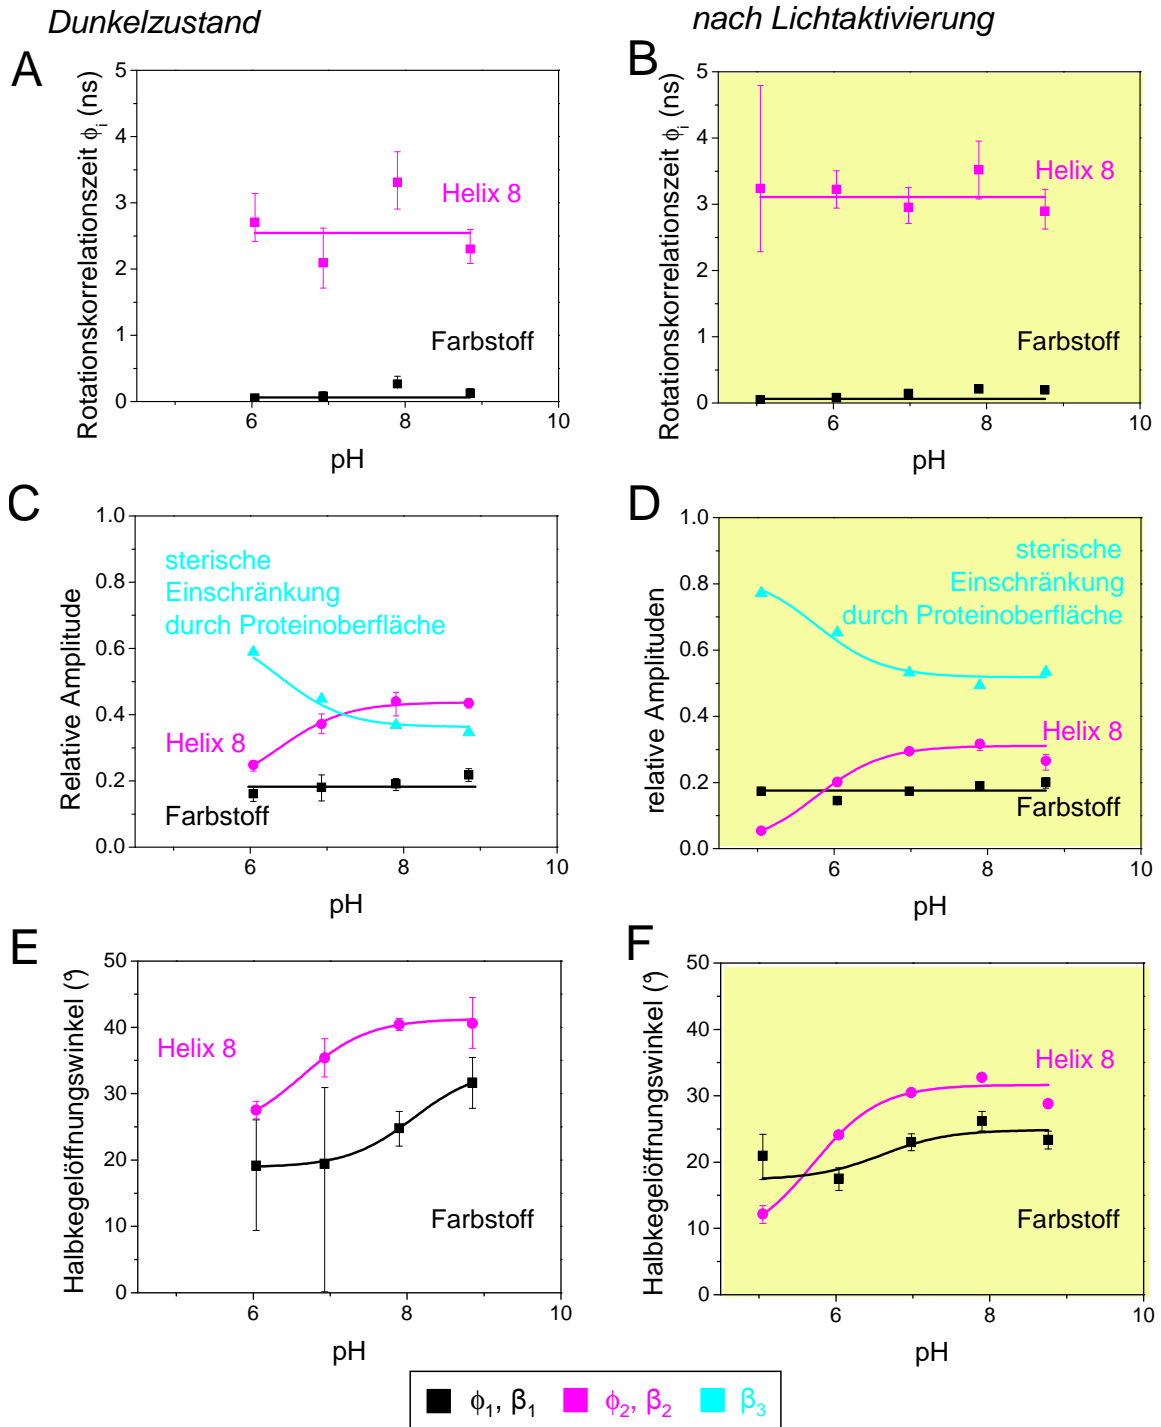 Dunkelzustand
nach Lichtaktivierung
A
Rotationskorrelationszeit ϕi (ns)
5
4
3
2
1
0
Helix 8
Farbstoff
6
8
10
pH
B
Rotationskorrelationszeit ϕi (ns)
5
4
3
2
1
0
Helix 8
Farbstoff
6
8
10
pH
C
Relative Amplitude
1.0
0.8
0.6
0.4
0.2
0.0
sterische
Einschränkung
durch Proteinoberfläche
Helix 8
Farbstoff
6
8
10
pH
D
relative Amplituden
1.0
0.8
0.6
0.4
0.2
0.0
sterische
Einschränkung
durch Proteinoberfläche
Helix 8
Farbstoff
6
8
10
pH
E
Halbkegelöffnungswinkel (°)
50
40
30
20
10
0
Helix 8
Farbstoff
6
8
10
pH
F
Halbkegelöffnungswinkel (°)
50
40
30
20
10
0
Helix 8
Farbstoff
6
8
10
pH
ϕ1, β1 ϕ2, β2 β3